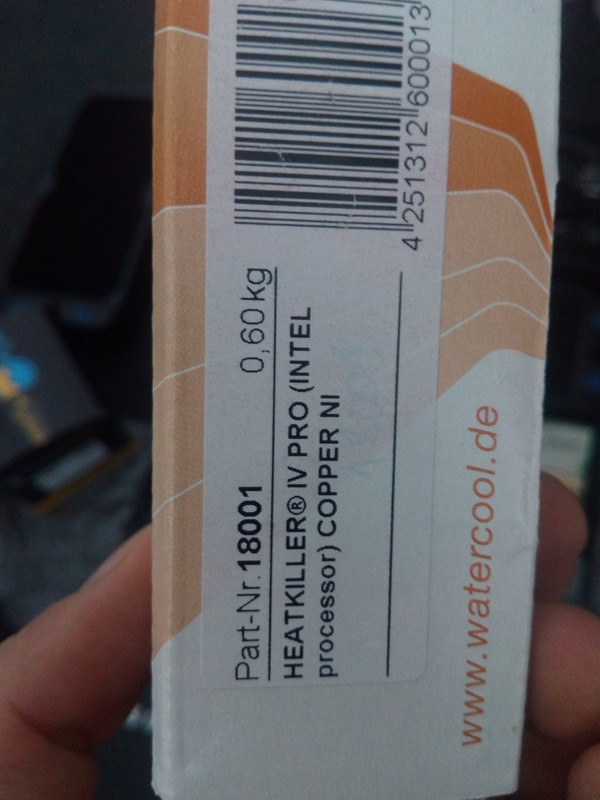 4 251312 600013
Part-Nr. 18001 0,60 kg
HEATKILLER® IV PRO (INTEL
processor) COPPER NI
www.watercool.de